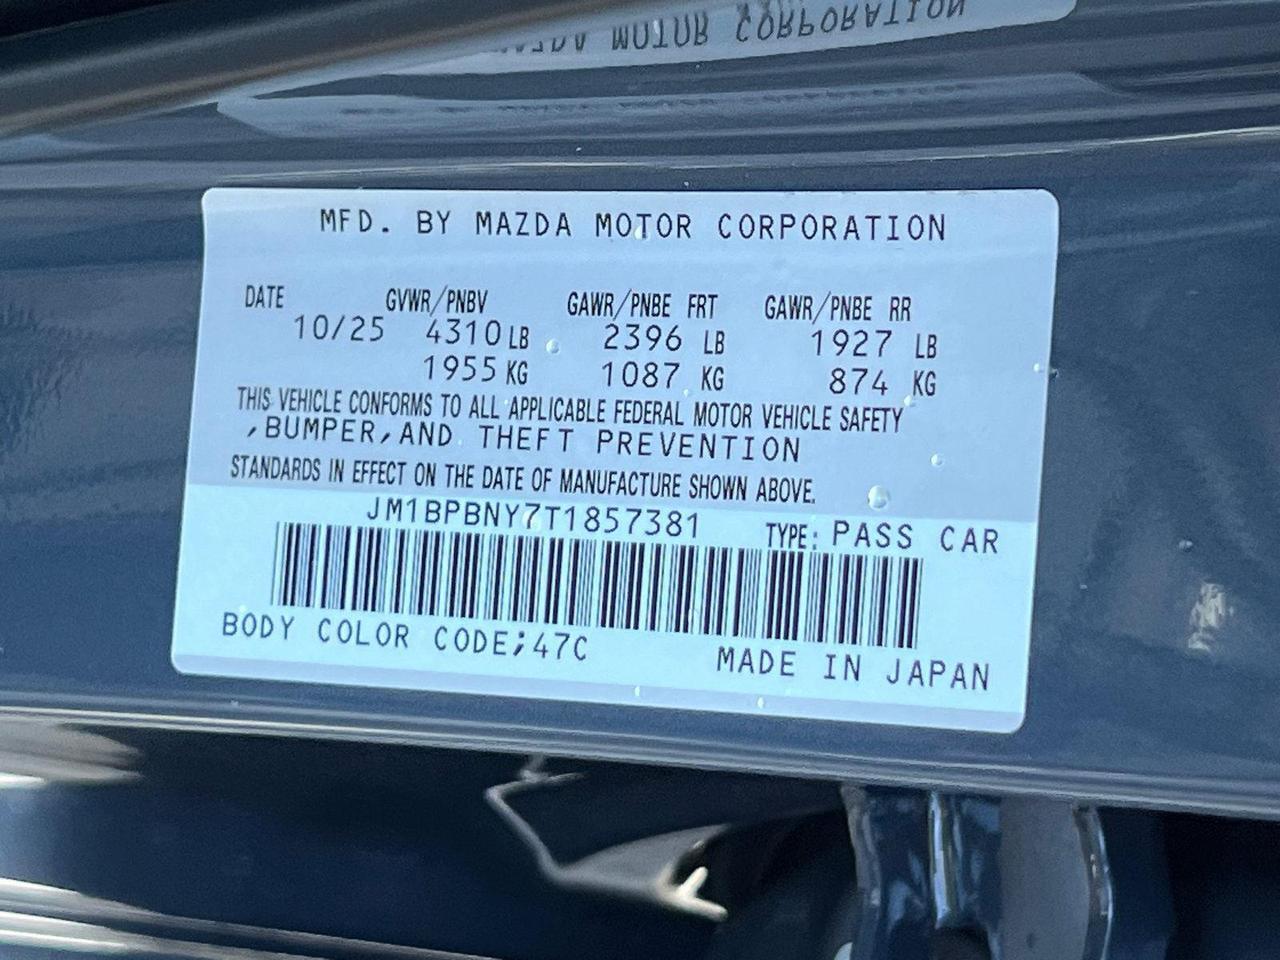 MAZDA MOTOR CORPORATION
MFD. BY MAZDA MOTOR CORPORATION
DATE GVWR/PNBV GAWR/PNBE FRT GAWR/PNBE RR
10/25 4310 LB 2396 LB 1927 LB
1955 KG 1087 KG 874 KG
THIS VEHICLE CONFORMS TO ALL APPLICABLE FEDERAL MOTOR VEHICLE SAFETY
,BUMPER,AND THEFT PREVENTION
STANDARDS IN EFFECT ON THE DATE OF MANUFACTURE SHOWN ABOVE.
JM1BPBNY7T1857381 TYPE: PASS CAR
BODY COLOR CODE;47C MADE IN JAPAN